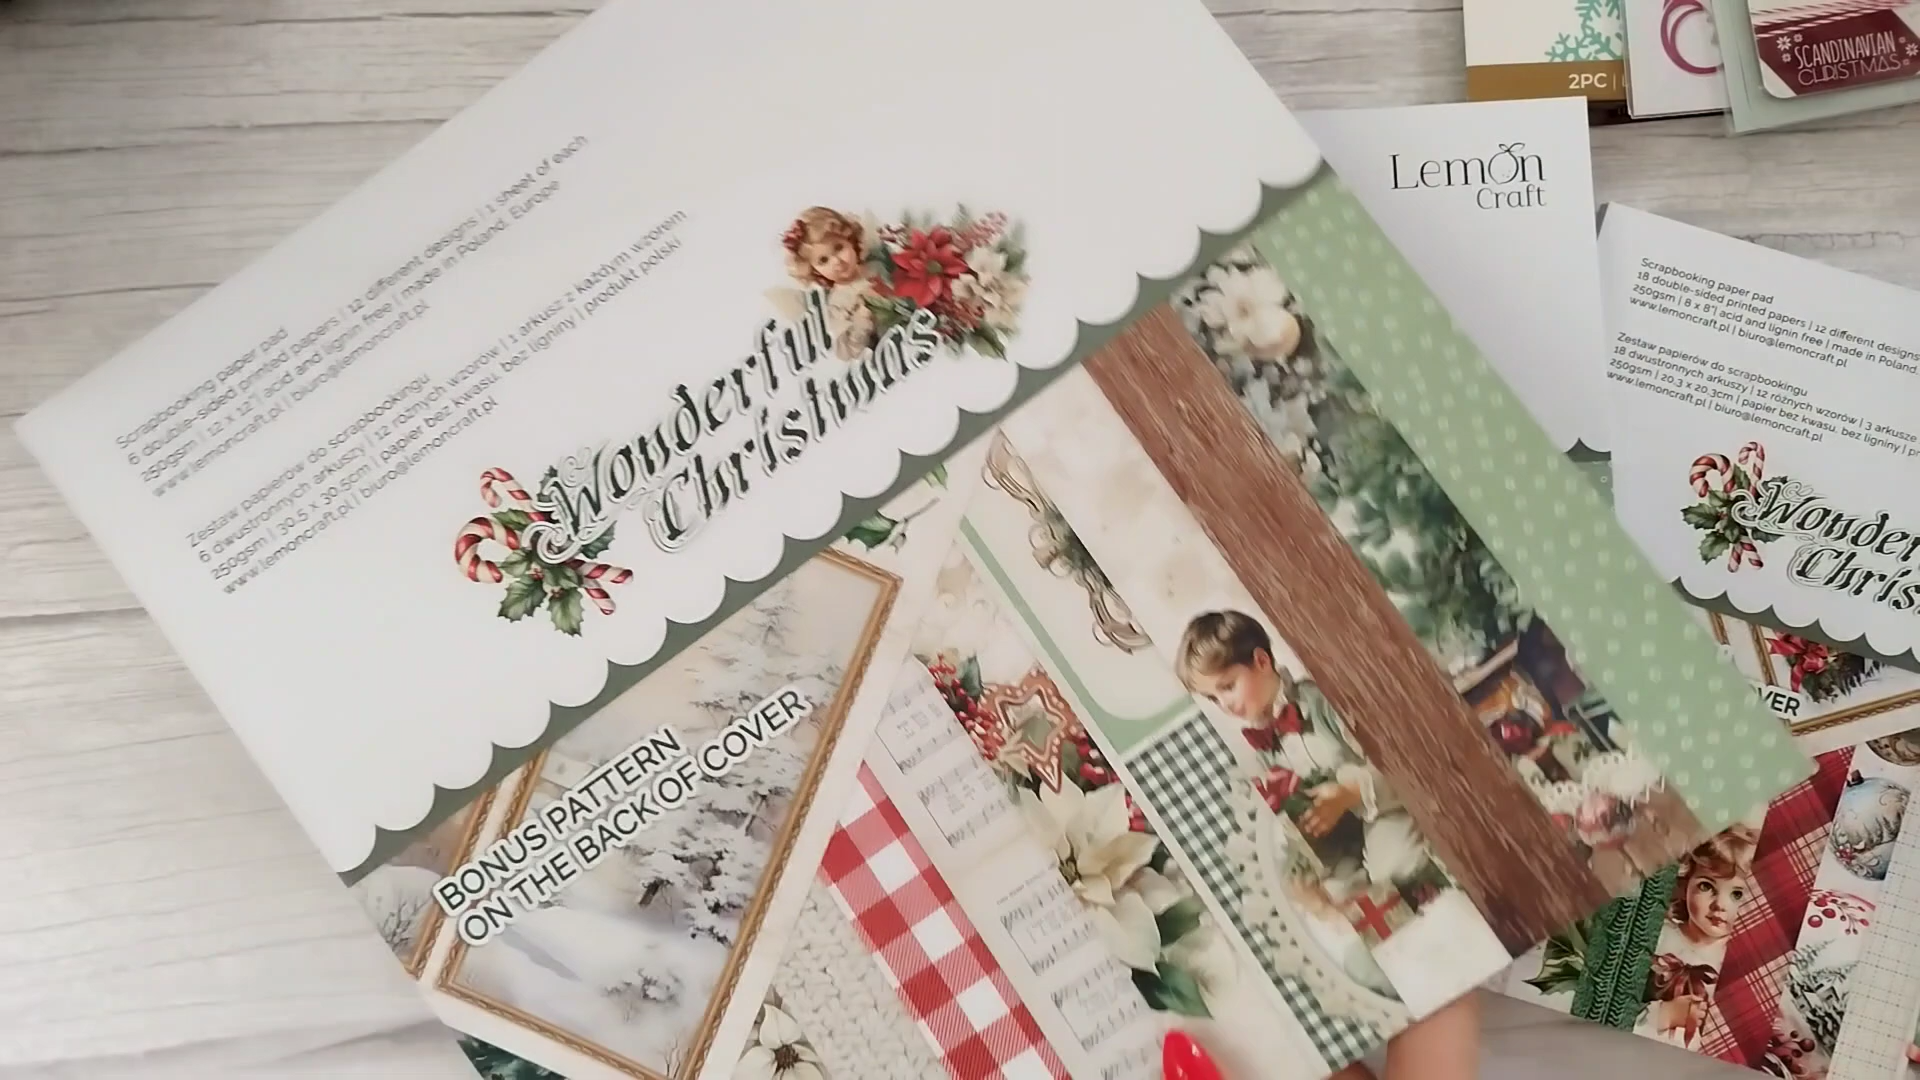 Scrapbooking paper pad
6 double-sided printed papers | 12 different designs | 1 sheet of each
250gsm | 12 x 12"| acid and lignin free | made in Poland, Europe
www.lemoncraft.pl | biuro@lemoncraft.pl
Zestaw papierów do scrapbookingu
6 dwustronnych arkuszy | 12 różnych wzorów | 1 arkusz z każdym wzorem
250gsm | 30.5 x 30.5cm | papier bez kwasu, bez ligniny | produkt polski
www.lemoncraft.pl | biuro@lemoncraft.pl
Wonderful
Christmas
BONUS PATTERN
ON THE BACK OF COVER
2PC |
SCANDINAVIAN
CHRISTMAS
Lemon
Craft
Scrapbooking paper pad
18 double-sided printed papers | 12 different designs
250gsm | 8 x 8"| acid and lignin free | made in Poland,
www.lemoncraft.pl | biuro@lemoncraft.pl
Zestaw papierów do scrapbookingu
18 dwustronnych arkuszy | 12 różnych wzorów | 3 arkusze
250gsm | 20.3 x 20.3cm | papier bez kwasu, bez ligniny | pr
www.lemoncraft.pl | biuro@lemoncraft.pl
Wonder
Chris
VER